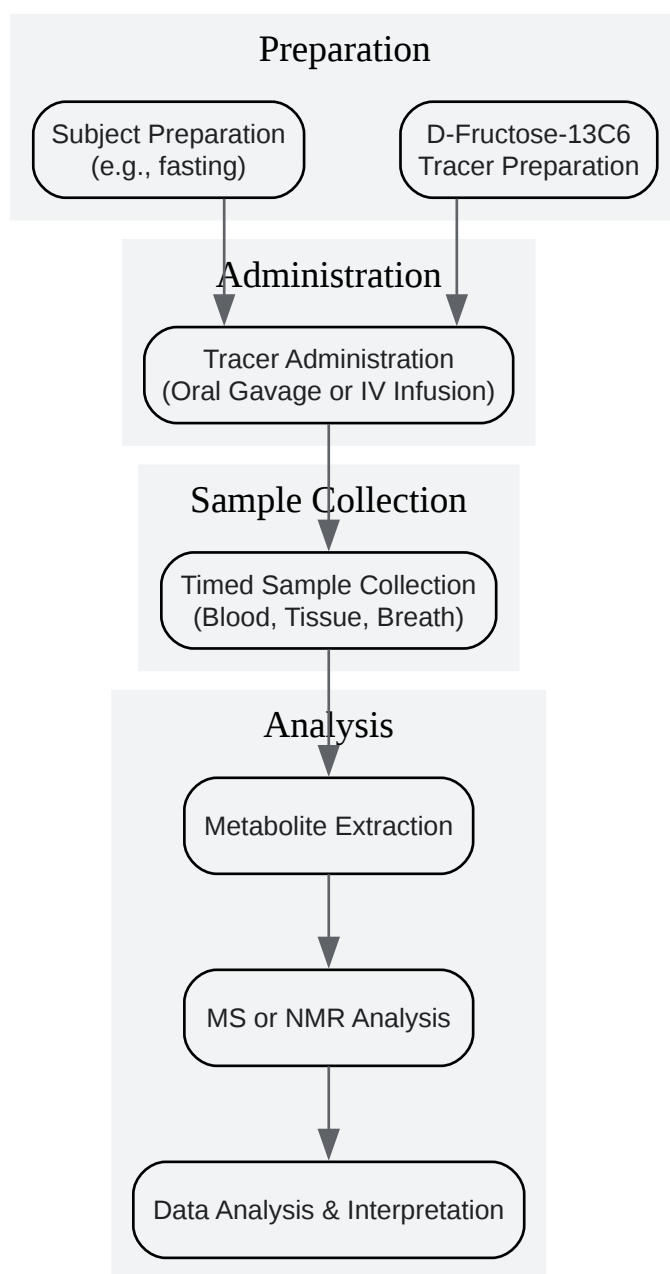 Preparation
Subject Preparation
(e.g., fasting)
D-Fructose-13C6
Tracer Preparation
Administration
Tracer Administration
(Oral Gavage or IV Infusion)
Sample Collection
Timed Sample Collection
(Blood, Tissue, Breath)
Analysis
Metabolite Extraction
MS or NMR Analysis
Data Analysis & Interpretation